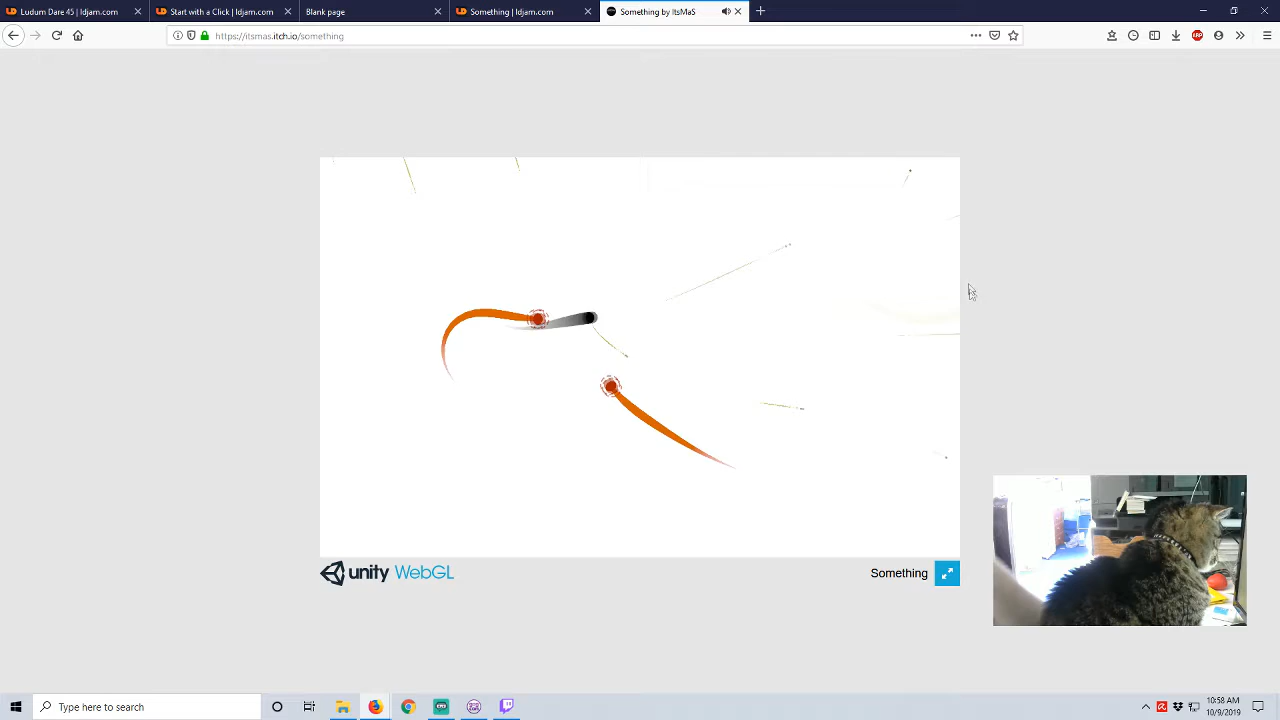 Ludum Dare 45 | ldjam.com
Start with a Click | ldjam.com
Blank page
Something | ldjam.com
Something by ItsMaS
https://itsmas.itch.io/something
ABP
unity WebGL
Something
Type here to search
10:58 AM
10/9/2019